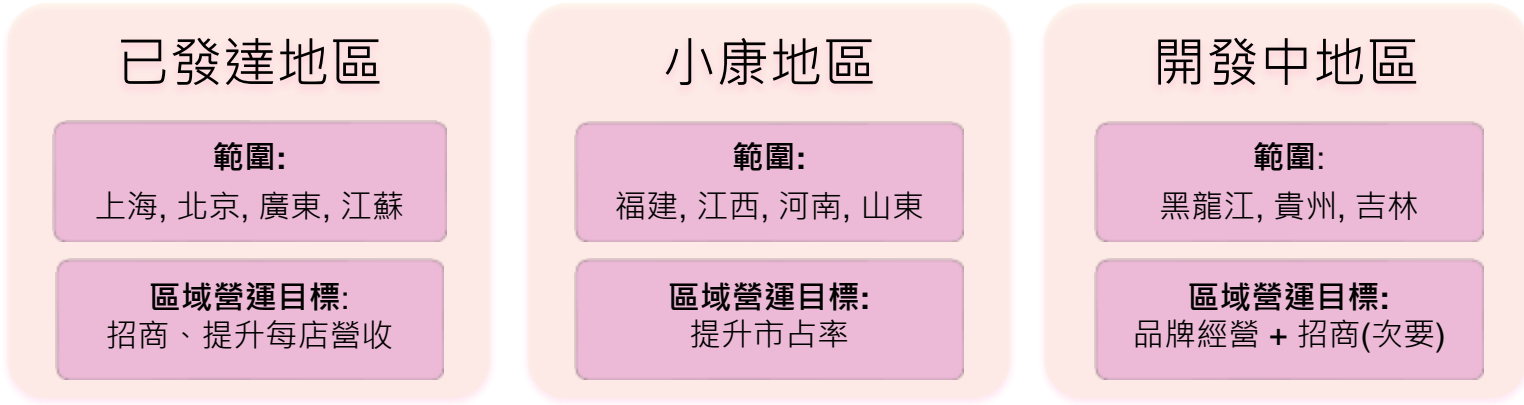 已發達地區
範圍:
上海, 北京, 廣東, 江蘇
區域營運目標:
招商、提升每店營收
小康地區
範圍:
福建, 江西, 河南, 山東
區域營運目標:
提升市占率
開發中地區
範圍:
黑龍江, 貴州, 吉林
區域營運目標:
品牌經營 + 招商(次要)